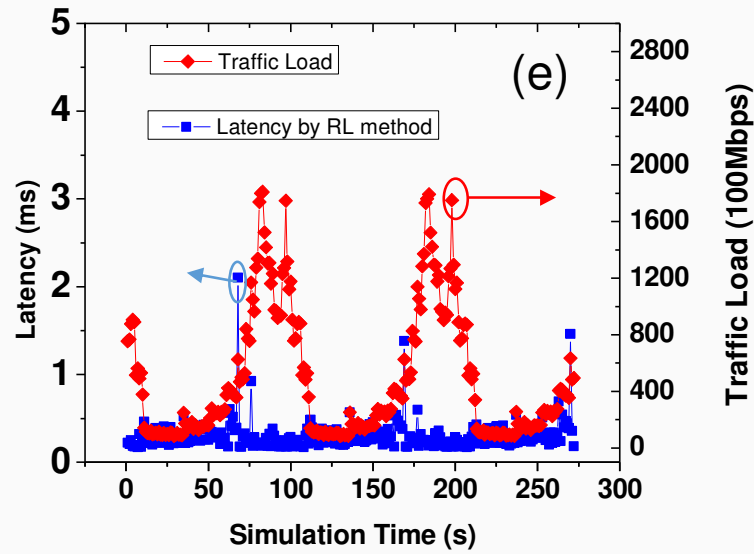 5
4
3
2
1
0
Latency (ms)
Traffic Load
Latency by RL method
(e)
2800
2400
2000
1600
1200
800
400
0
Traffic Load (100Mbps)
0 50 100 150 200 250 300
Simulation Time (s)